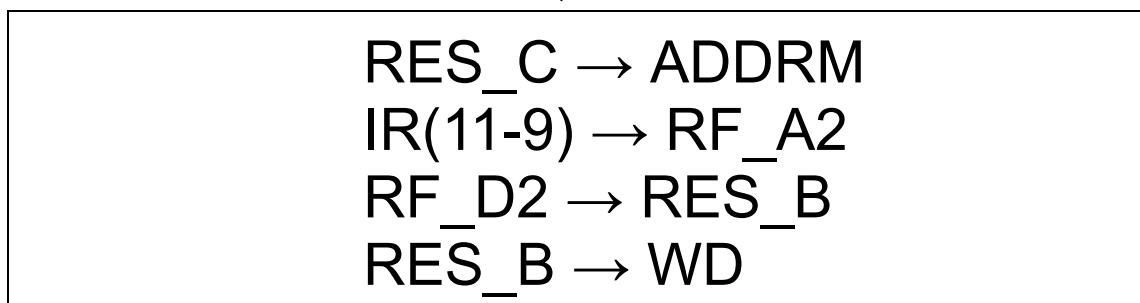 RES_C → ADDRM
IR(11-9) → RF_A2
RF_D2 → RES_B
RES_B → WD